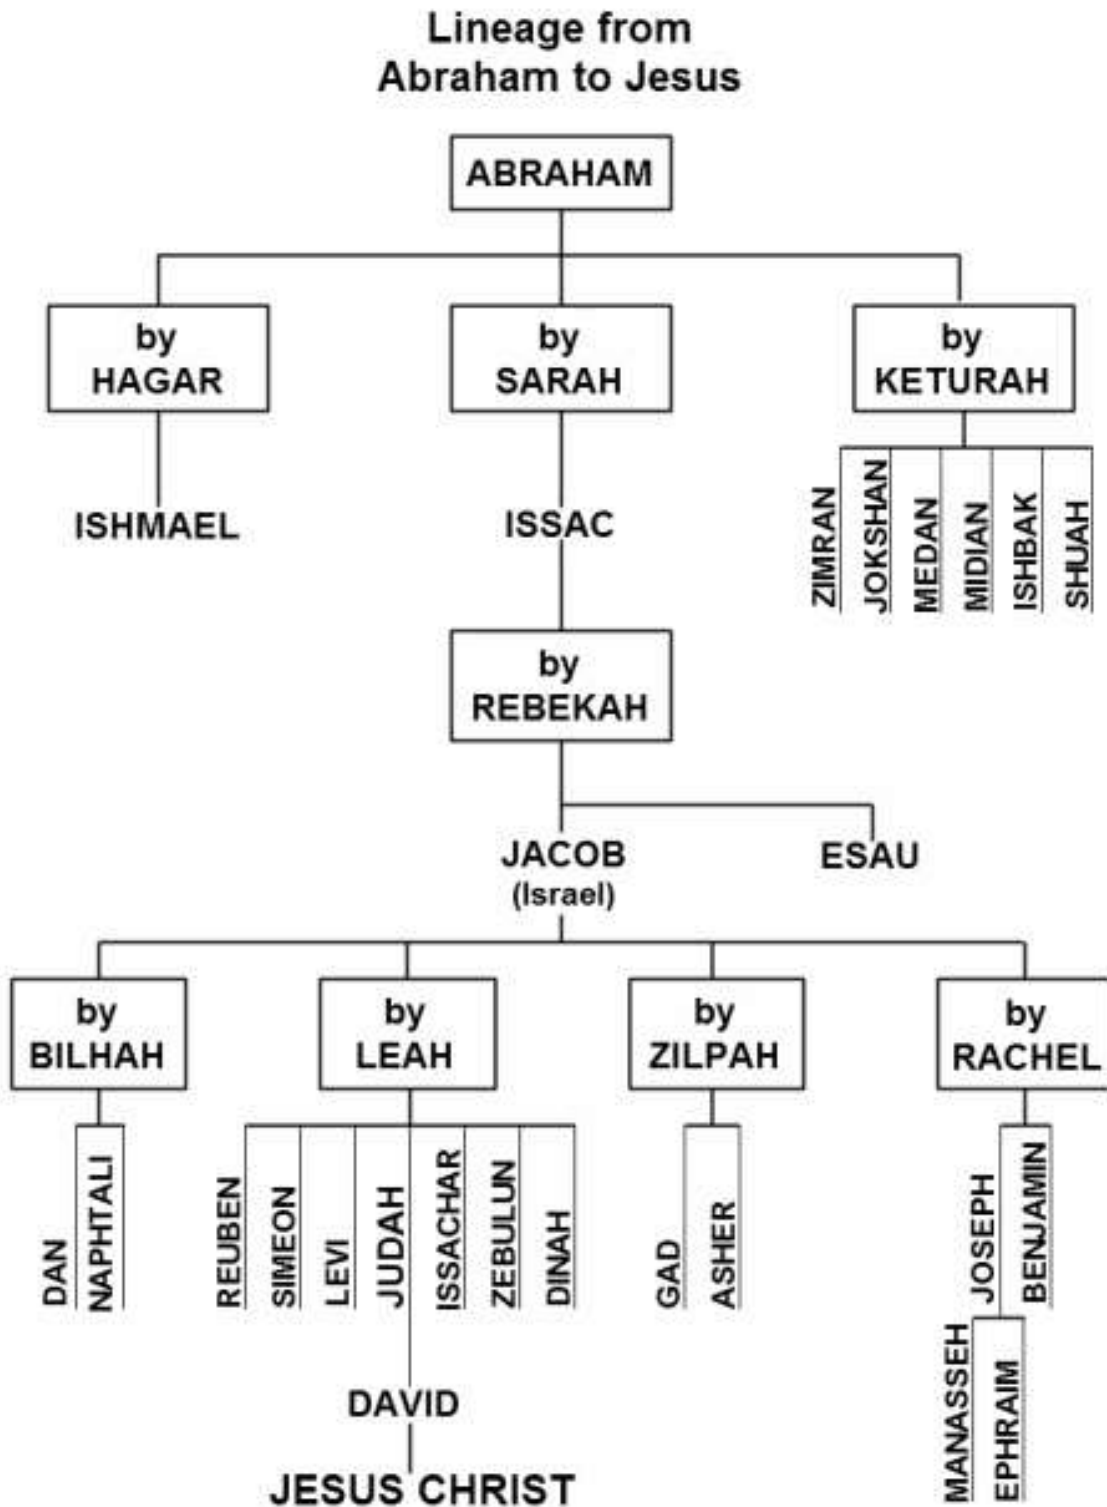 Lineage from
Abraham to Jesus
ABRAHAM
by
HAGAR
by
SARAH
by
KETURAH
ISHMAEL
ISSAC
ZIMRAN
JOKSHAN
MEDAN
MIDIAN
ISHBAK
SHUAH
by
REBEKAH
JACOB
(Israel)
ESAU
by
BILHAH
by
LEAH
by
ZILPAH
by
RACHEL
DAN
NAPHTALI
REUBEN
SIMEON
LEVI
JUDAH
ISSACHAR
ZEBULUN
DINAH
GAD
ASHER
JOSEPH
BENJAMIN
MANASSEH
EPHRAIM
DAVID
JESUS CHRIST